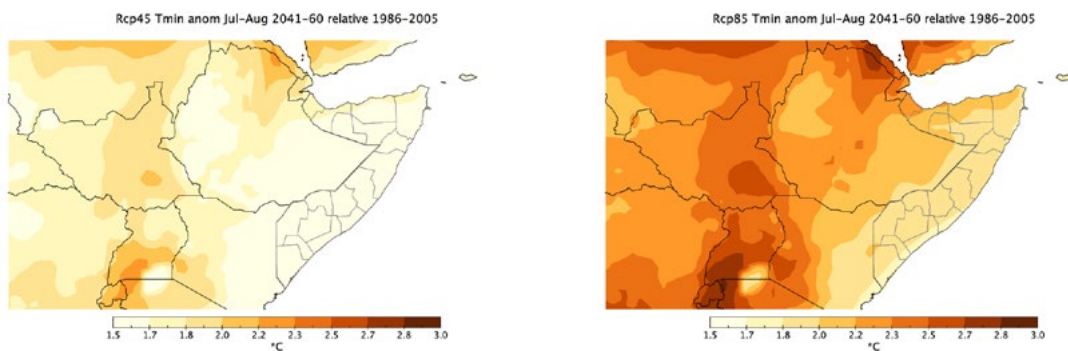 Rcp45 Tmin anom Jul-Aug 2041-60 relative 1986-2005
1.5 1.7 1.8 2.0 2.2 2.3 2.5 2.7 2.8 3.0
°C
Rcp85 Tmin anom Jul-Aug 2041-60 relative 1986-2005
1.5 1.7 1.8 2.0 2.2 2.3 2.5 2.7 2.8 3.0
°C